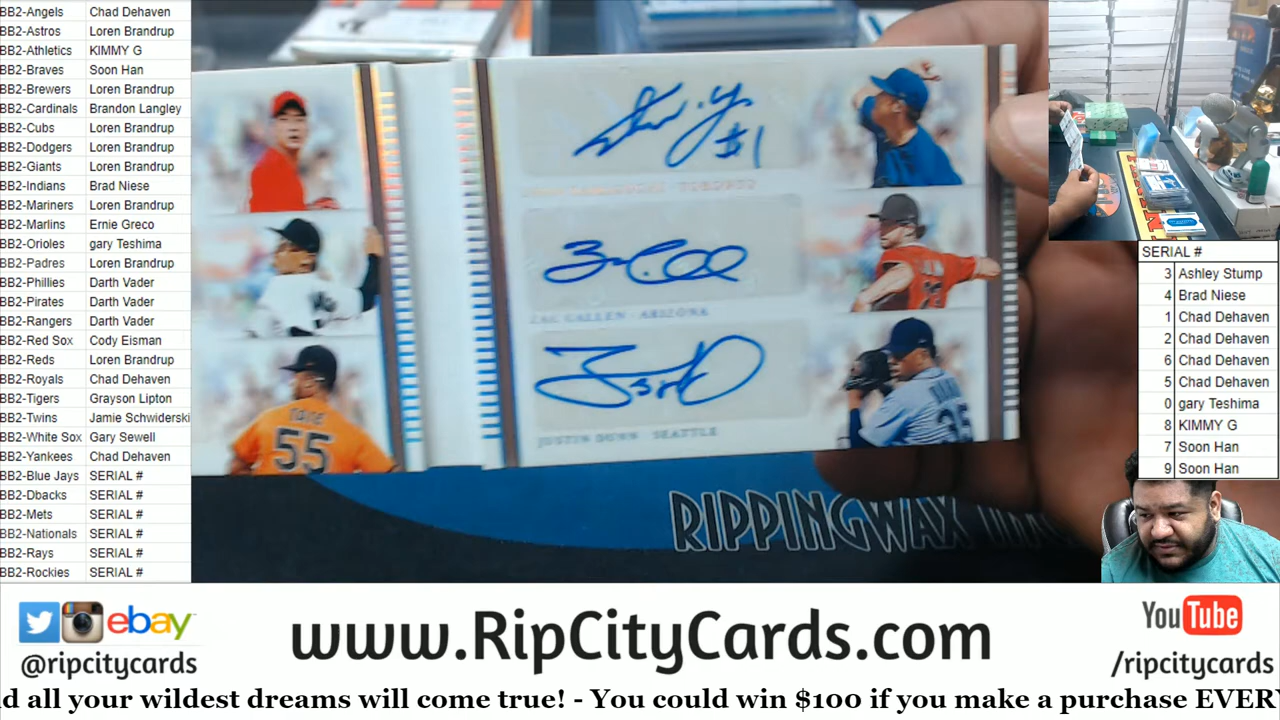 BB2-Angels Chad Dehaven
BB2-Astros Loren Brandrup
BB2-Athletics KIMMY G
BB2-Braves Soon Han
BB2-Brewers Loren Brandrup
BB2-Cardinals Brandon Langley
BB2-Cubs Loren Brandrup
BB2-Dodgers Loren Brandrup
BB2-Giants Loren Brandrup
BB2-Indians Brad Niese
BB2-Mariners Loren Brandrup
BB2-Marlins Ernie Greco
BB2-Orioles gary Teshima
BB2-Padres Loren Brandrup
BB2-Phillies Darth Vader
BB2-Pirates Darth Vader
BB2-Rangers Darth Vader
BB2-Red Sox Cody Eisman
BB2-Reds Loren Brandrup
BB2-Royals Chad Dehaven
BB2-Tigers Grayson Lipton
BB2-Twins Jamie Schwiderski
BB2-White Sox Gary Sewell
BB2-Yankees Chad Dehaven
BB2-Blue Jays SERIAL #
BB2-Dbacks SERIAL #
BB2-Mets SERIAL #
BB2-Nationals SERIAL #
BB2-Rays SERIAL #
BB2-Rockies SERIAL #
#1
TORONTO
ZAC GALLEN · ARIZONA
JUSTIN DUNN · SEATTLE
55
35
RIPPINGWAX
SERIAL #
3 Ashley Stump
4 Brad Niese
1 Chad Dehaven
2 Chad Dehaven
6 Chad Dehaven
5 Chad Dehaven
0 gary Teshima
8 KIMMY G
7 Soon Han
9 Soon Han
ebay
@ripcitycards
www.RipCityCards.com
YouTube
/ripcitycards
d all your wildest dreams will come true! - You could win $100 if you make a purchase EVERY